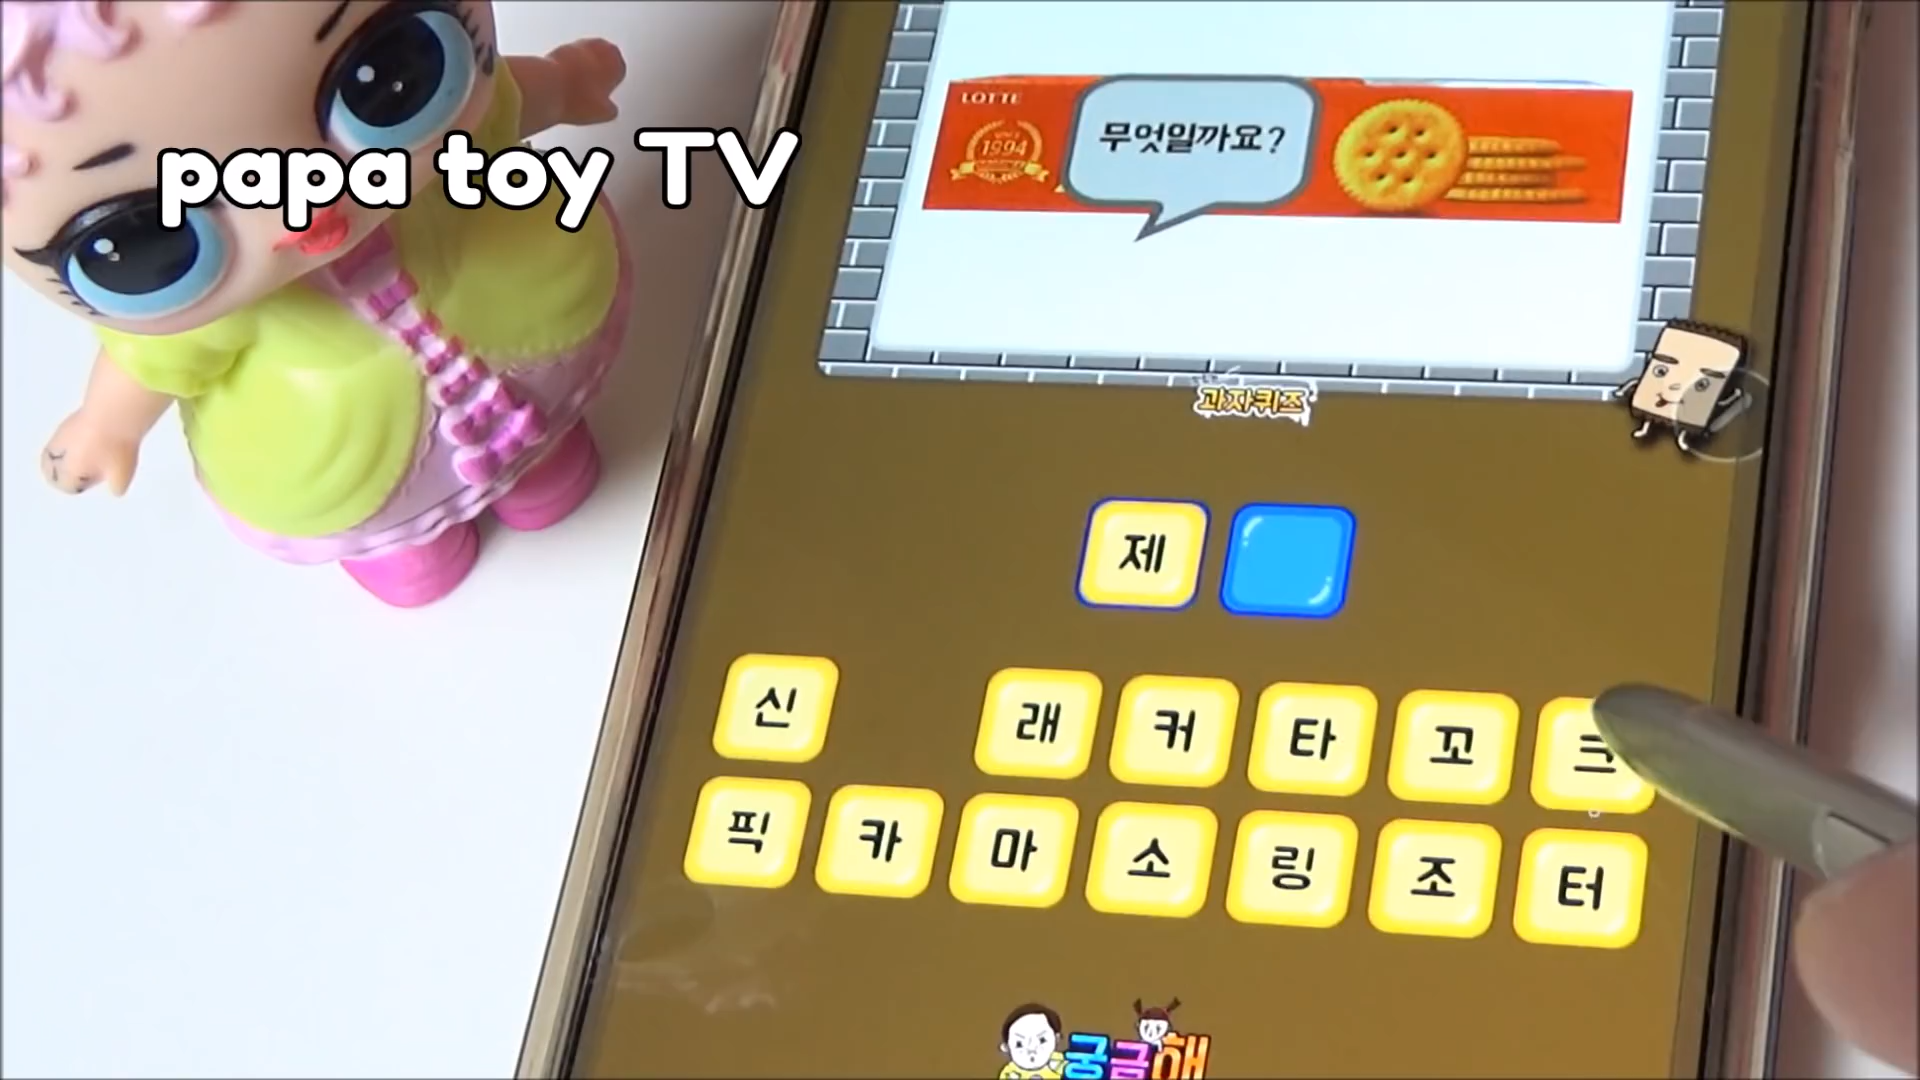 papa toy TV
LOTTE
SINCE
1994
무엇일까요?
과자퀴즈
제
신 래 커 타 꼬 크
픽 카 마 소 링 조 터
궁금해